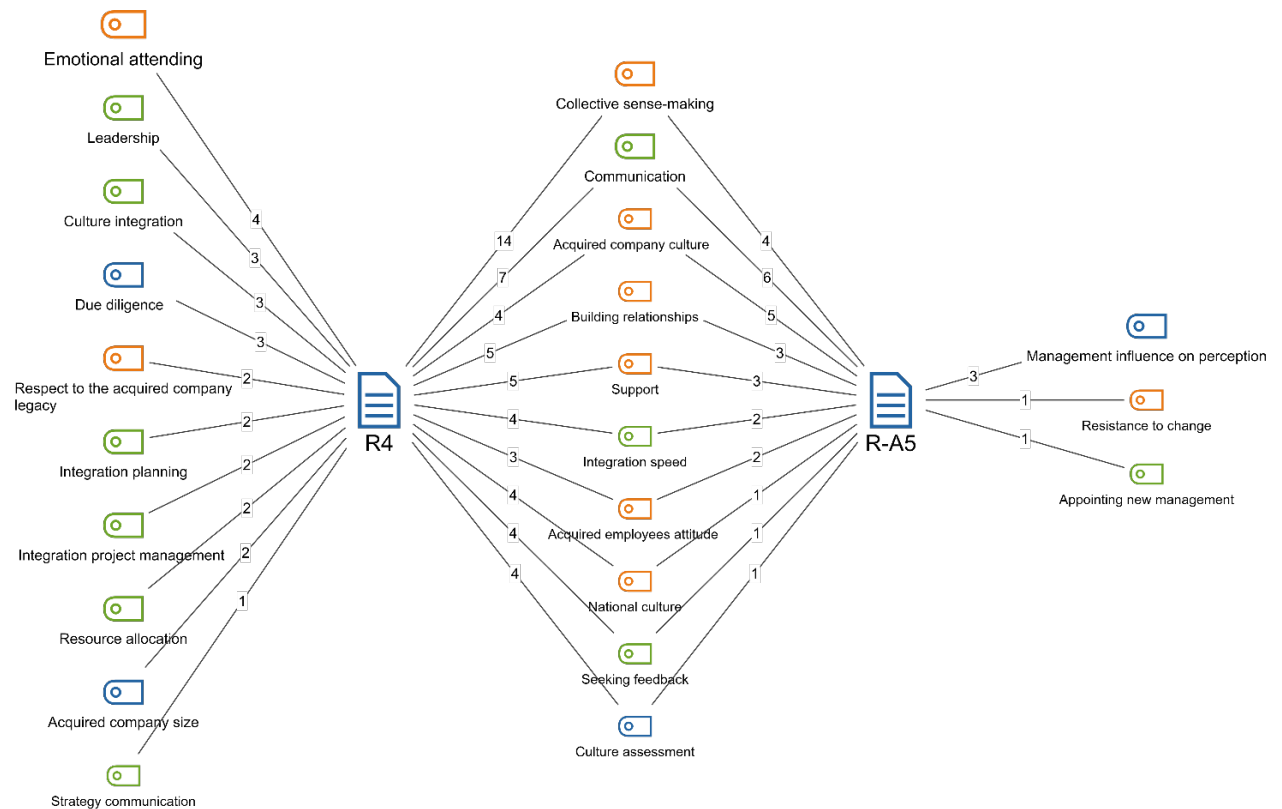 Emotional attending
Leadership
Culture integration
Due diligence
Respect to the acquired company
legacy
Integration planning
Integration project management
Resource allocation
Acquired company size
Strategy communication
4
3
3
3
2
2
2
2
2
1
R4
14
7
4
5
5
4
3
4
4
4
Collective sense-making
Communication
Acquired company culture
Building relationships
Support
Integration speed
Acquired employees attitude
National culture
Seeking feedback
Culture assessment
4
6
5
3
3
2
2
1
1
1
R-A5
3
1
1
Management influence on perception
Resistance to change
Appointing new management